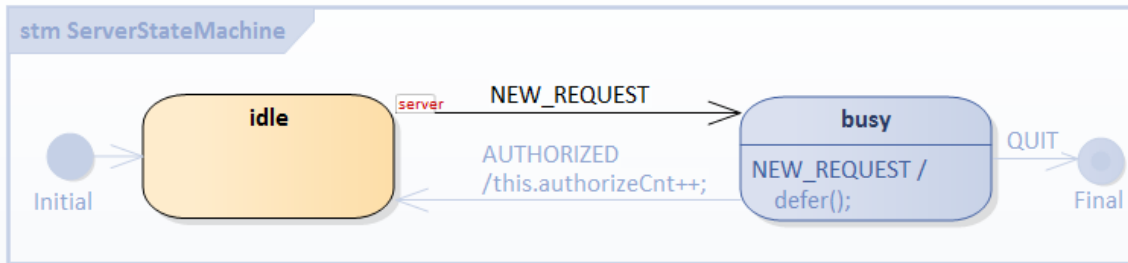 stm ServerStateMachine
idle
server
NEW_REQUEST
busy
AUTHORIZED
/this.authorizeCnt++;
NEW_REQUEST /
defer();
QUIT
Initial
Final